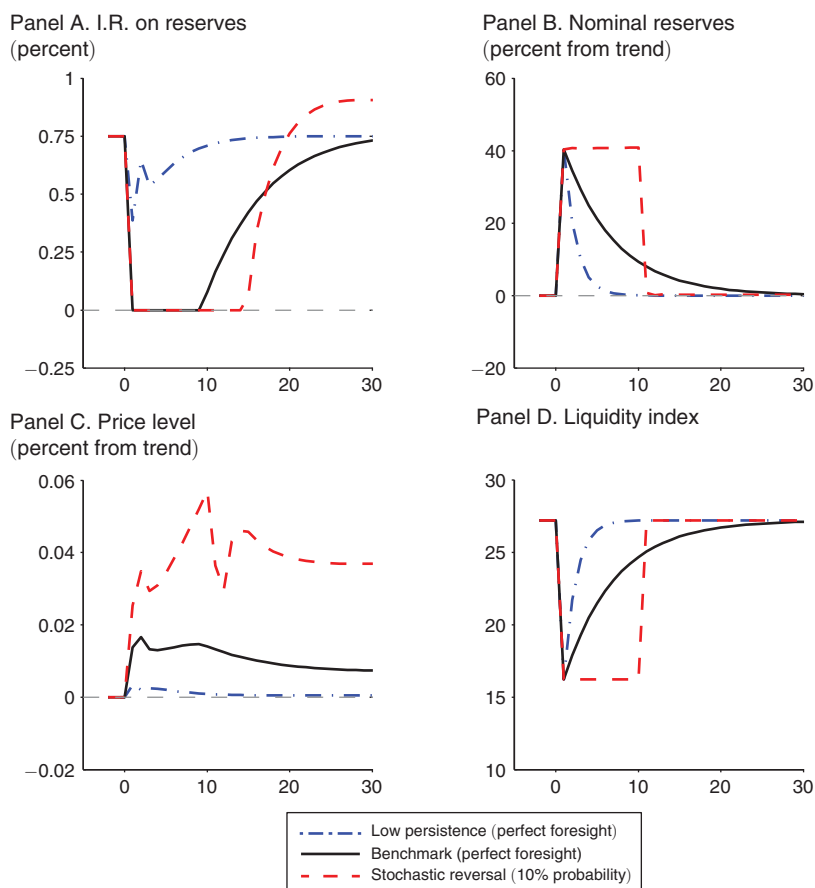 Panel A. I.R. on reserves
(percent)
1
0.75
0.5
0.25
0
−0.25
0 10 20 30
Panel B. Nominal reserves
(percent from trend)
60
40
20
0
−20
0 10 20 30
Panel C. Price level
(percent from trend)
0.06
0.04
0.02
0
−0.02
0 10 20 30
Panel D. Liquidity index
30
27
20
17
15
10
0 10 20 30
Low persistence (perfect foresight)
Benchmark (perfect foresight)
Stochastic reversal (10% probability)